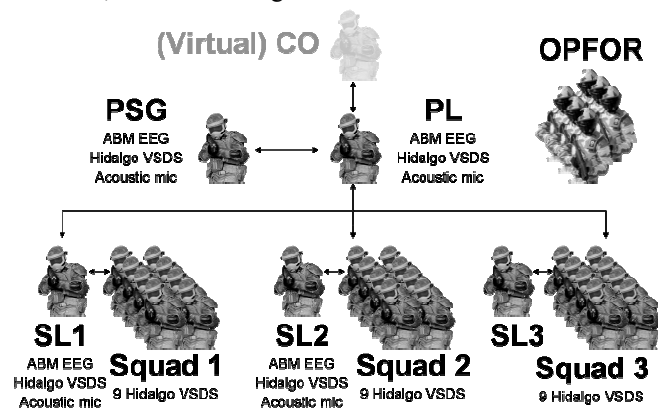 (Virtual) CO
OPFOR
PSG
ABM EEG
Hidalgo VSDS
Acoustic mic
PL
ABM EEG
Hidalgo VSDS
Acoustic mic
SL1
ABM EEG
Hidalgo VSDS
Acoustic mic
Squad 1
9 Hidalgo VSDS
SL2
ABM EEG
Hidalgo VSDS
Acoustic mic
Squad 2
9 Hidalgo VSDS
SL3
Squad 3
9 Hidalgo VSDS